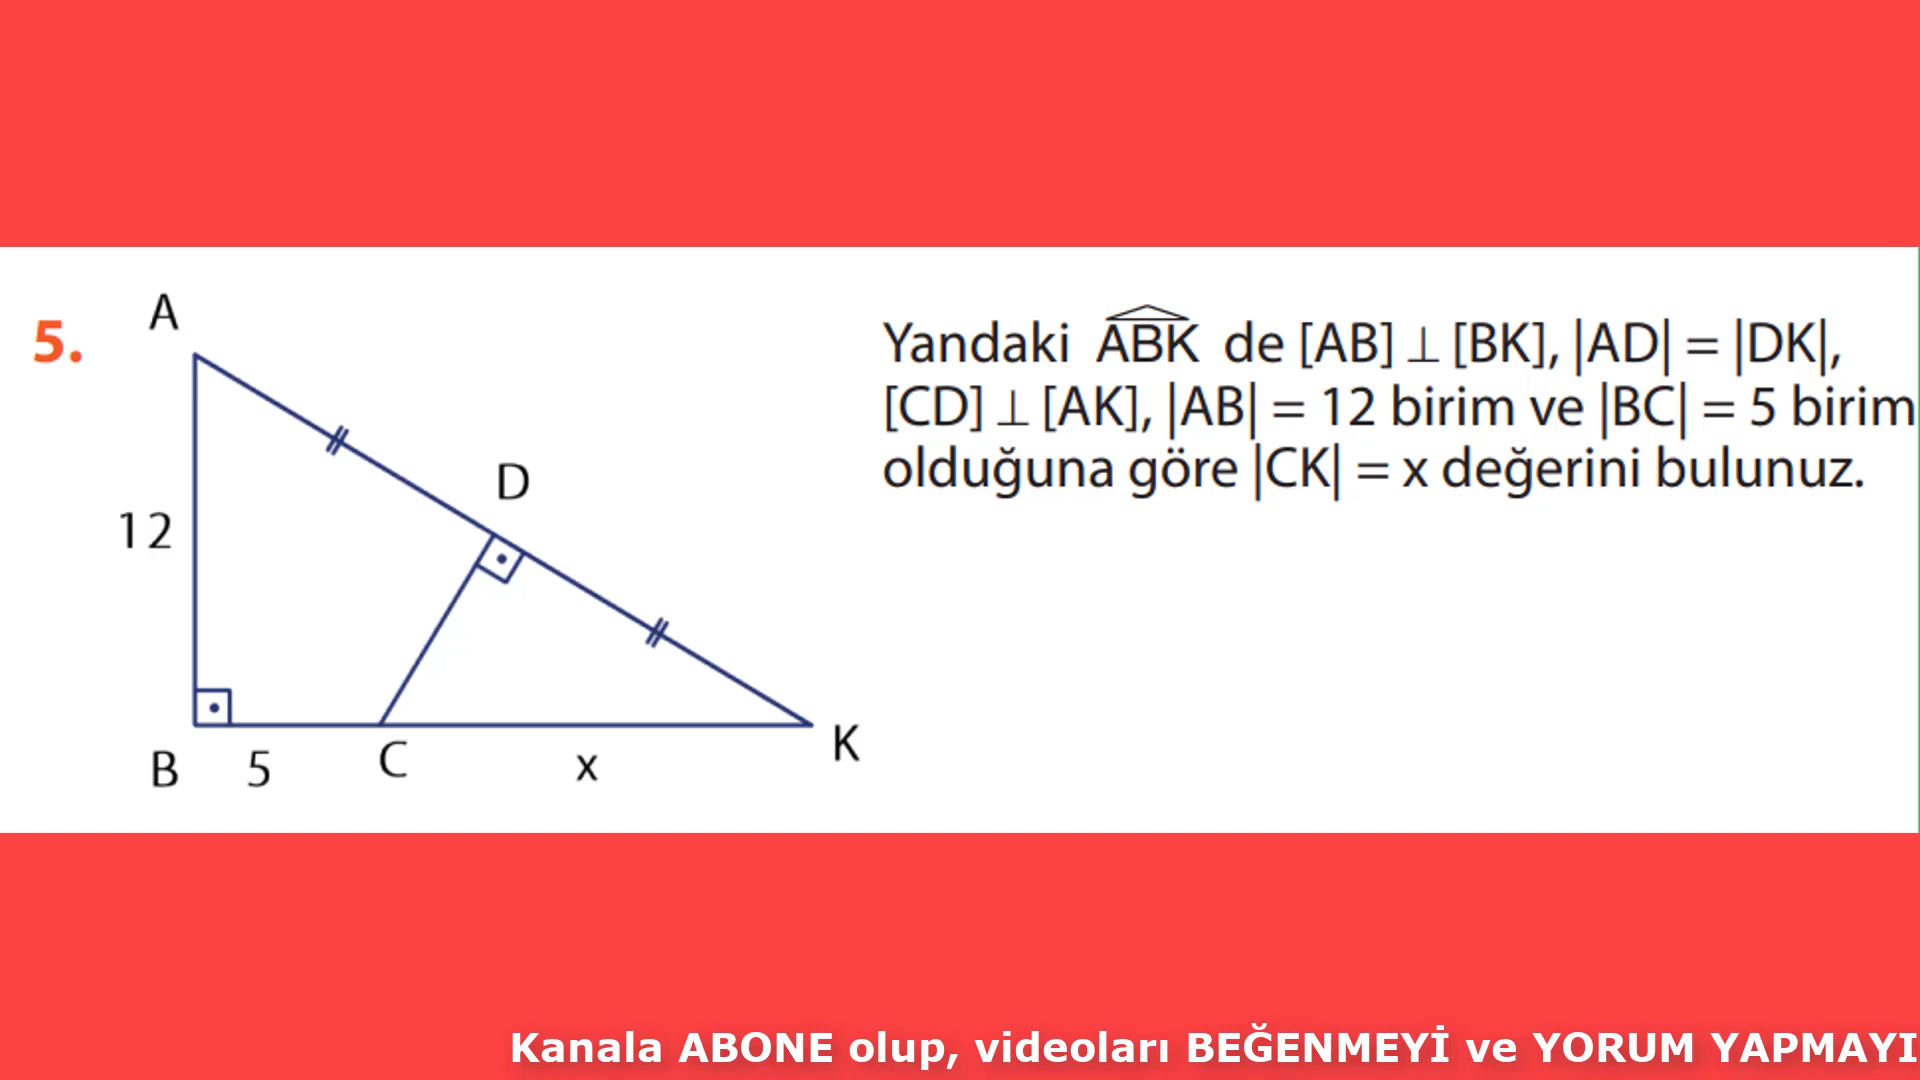 5.
A
D
12
B 5 C x K
Yandaki ABK de [AB] ⊥ [BK], |AD| = |DK|,
[CD] ⊥ [AK], |AB| = 12 birim ve |BC| = 5 birim
olduğuna göre |CK| = x değerini bulunuz.
Kanala ABONE olup, videoları BEĞENMEYİ ve YORUM YAPMAYI